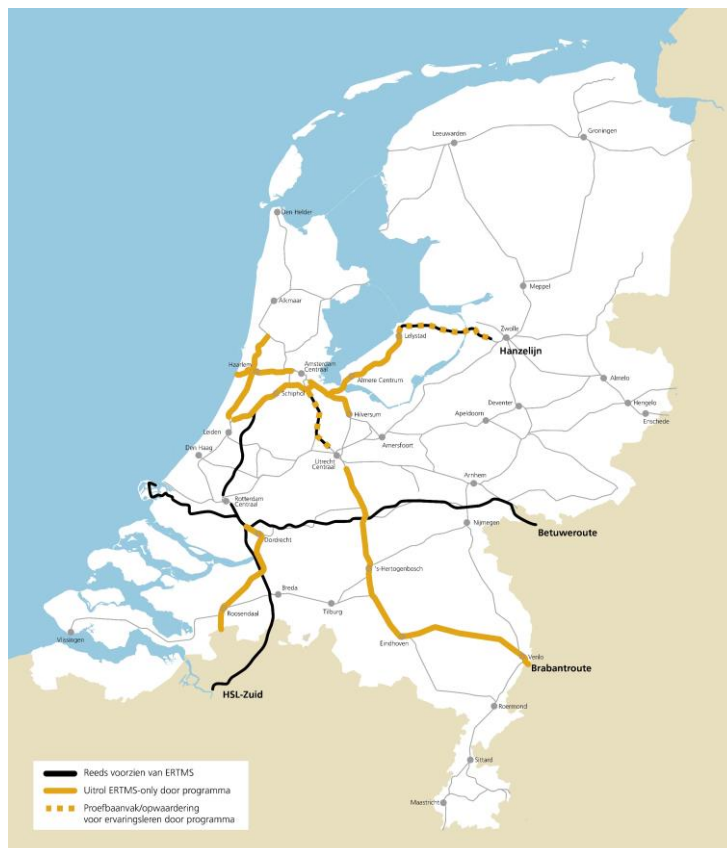 Leeuwarden
Groningen
Den Helder
Meppel
Alkmaar
Zwolle
Lelystad
Hanzelijn
Haarlem
Amsterdam
Centraal
Almere Centrum
Almelo
Schiphol
Hilversum
Deventer
Hengelo
Apeldoorn
Enschede
Leiden
Amersfoort
Den Haag
Utrecht
Centraal
Arnhem
Rotterdam
Centraal
Nijmegen
Betuweroute
Dordrecht
's-Hertogenbosch
Breda
Tilburg
Roosendaal
Vlissingen
Eindhoven
Venlo
Brabantroute
HSL-Zuid
Roermond
Sittard
Maastricht
Reeds voorzien van ERTMS
Uitrol ERTMS-only door programma
Proefbaanvak/opwaardering
voor ervaringsleren door programma